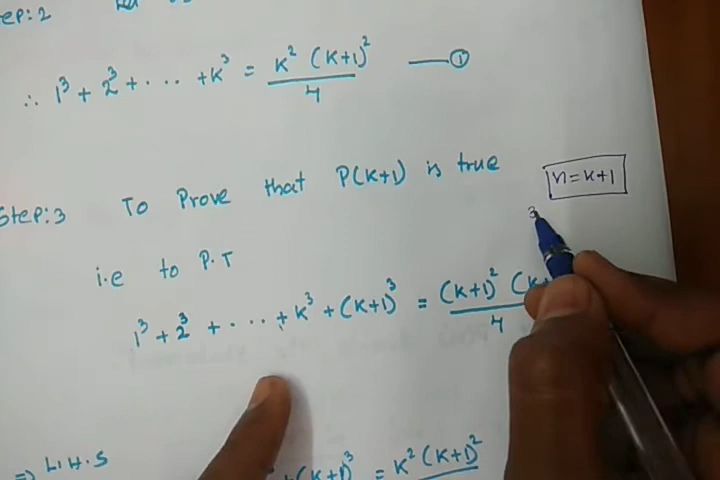 :2
∴ 1³ + 2³ + ... + k³ = k² (k+1)² / 4 —①
Step:3 To Prove that P(k+1) is true
n=k+1
3
i.e to P.T
1³ + 2³ + ... + k³ + (k+1)³ = (k+1)² (k / 4
⇒ L.H.S
+ (k+1)³ = k² (k+1)²